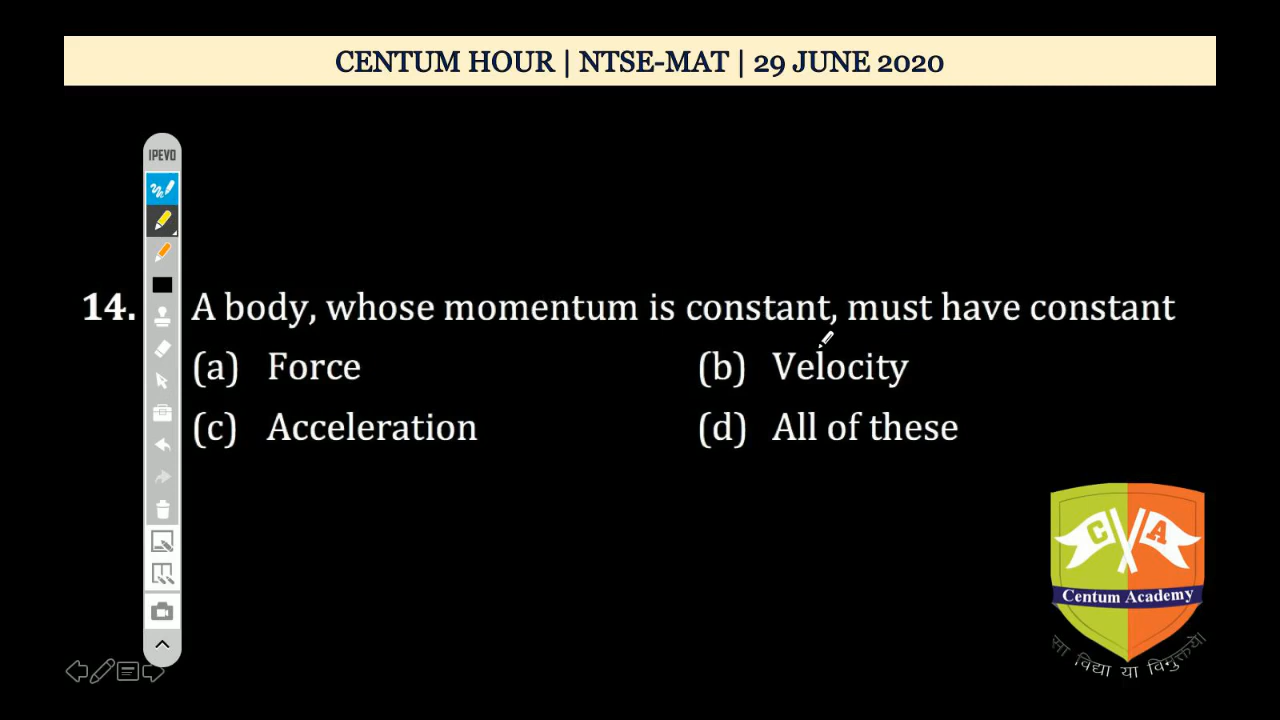 CENTUM HOUR | NTSE-MAT | 29 JUNE 2020
IPEVO
14. A body, whose momentum is constant, must have constant
(a) Force (b) Velocity
(c) Acceleration (d) All of these
C A
Centum Academy
सा विद्या या विमुक्तये।